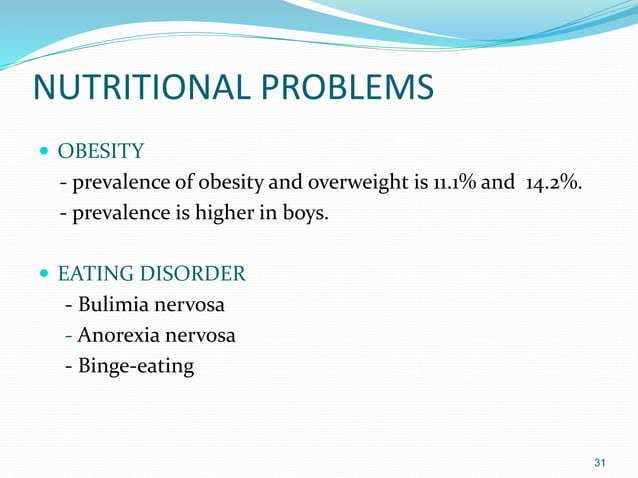 NUTRITIONAL PROBLEMS
• OBESITY
- prevalence of obesity and overweight is 11.1% and 14.2%.
- prevalence is higher in boys.
• EATING DISORDER
- Bulimia nervosa
- Anorexia nervosa
- Binge-eating
31